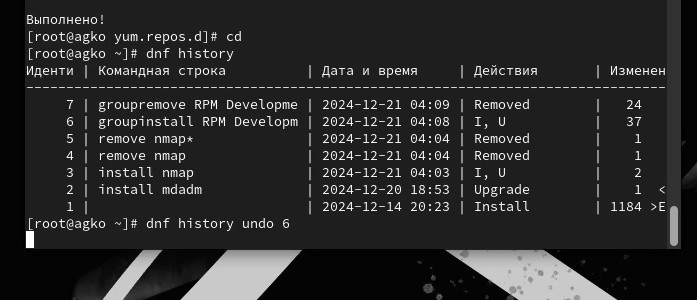 Выполнено!
[root@agko yum.repos.d]# cd
[root@agko ~]# dnf history
Иденти | Командная строка | Дата и время | Действия | Изменен
--------------------------------------------------------------------------------
7 | groupremove RPM Developme | 2024-12-21 04:09 | Removed | 24
6 | groupinstall RPM Developm | 2024-12-21 04:08 | I, U | 37
5 | remove nmap* | 2024-12-21 04:04 | Removed | 1
4 | remove nmap | 2024-12-21 04:04 | Removed | 1
3 | install nmap | 2024-12-21 04:03 | I, U | 2
2 | install mdadm | 2024-12-20 18:53 | Upgrade | 1 <
1 | | 2024-12-14 20:23 | Install | 1184 >E
[root@agko ~]# dnf history undo 6